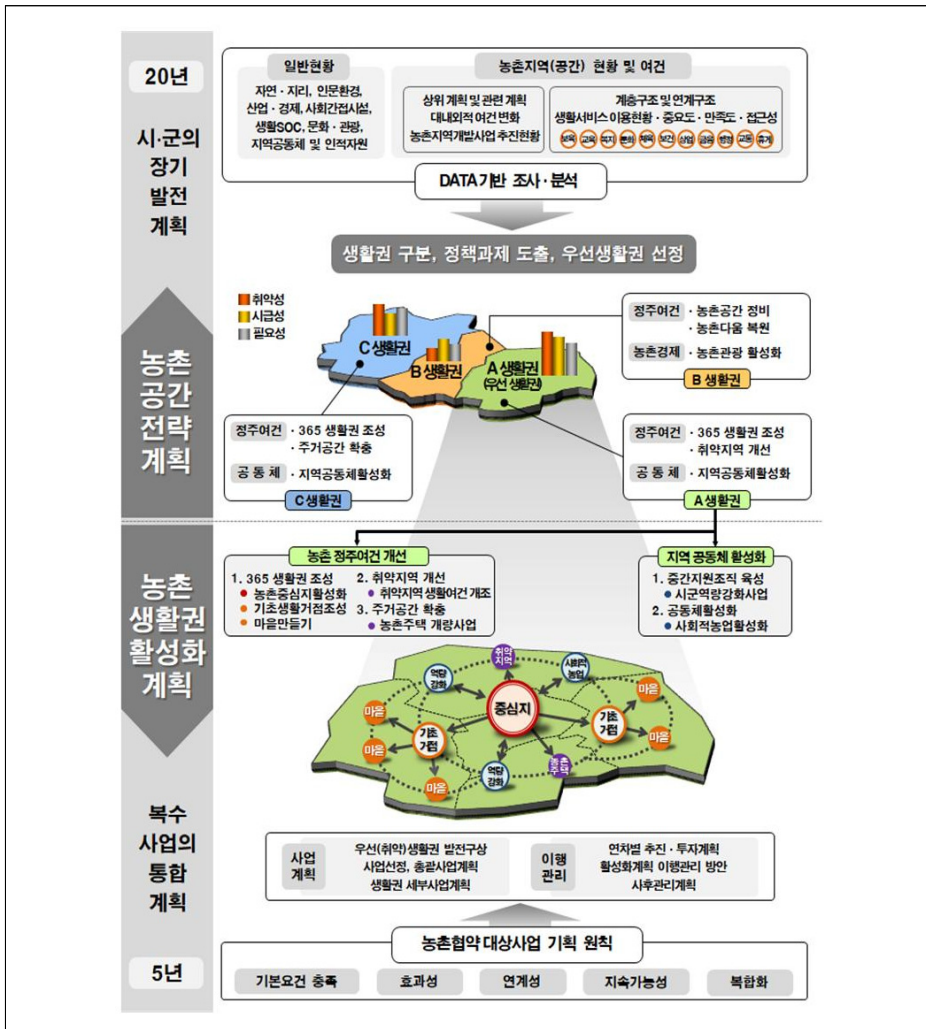 20년
시·군의
장기
발전
계획
일반현황
자연·지리, 인문환경,
산업·경제, 사회간접시설,
생활SOC, 문화·관광,
지역공동체 및 인적자원
농촌지역(공간) 현황 및 여건
상위 계획 및 관련 계획
대내외적 여건 변화
농촌지역개발사업 추진현황
계층구조 및 연계구조
생활서비스 이용현황·중요도·만족도·접근성
보육 교육 복지 문화 체육 보건 상업 금융 행정 교통 휴게
DATA기반 조사·분석
생활권 구분, 정책과제 도출, 우선생활권 선정
농촌
공간
전략
계획
취약성
시급성
필요성
C 생활권
B 생활권
A 생활권
(우선 생활권)
정주여건 · 농촌공간 정비
· 농촌다움 복원
농촌경제 · 농촌관광 활성화
B 생활권
정주여건 · 365 생활권 조성
· 주거공간 확충
공 동 체 · 지역공동체활성화
C 생활권
정주여건 · 365 생활권 조성
· 취약지역 개선
공 동 체 · 지역공동체활성화
A 생활권
농촌
생활권
활성화
계획
농촌 정주여건 개선
1. 365 생활권 조성
농촌중심지활성화
기초생활거점조성
마을만들기
2. 취약지역 개선
취약지역 생활여건 개조
3. 주거공간 확충
농촌주택 개량사업
지역 공동체 활성화
1. 중간지원조직 육성
시군역량강화사업
2. 공동체활성화
사회적농업활성화
취약
지역
역량
강화
사회적
농업
중심지
마을
마을
기초
거점
기초
거점
마을
마을
마을
역량
강화
농촌
주택
복수
사업의
통합
계획
사업
계획
우선(취약)생활권 발전구상
사업선정, 총괄사업계획
생활권 세부사업계획
이행
관리
연차별 추진·투자계획
활성화계획 이행관리 방안
사후관리계획
농촌협약 대상사업 기획 원칙
5년
기본요건 충족
효과성
연계성
지속가능성
복합화